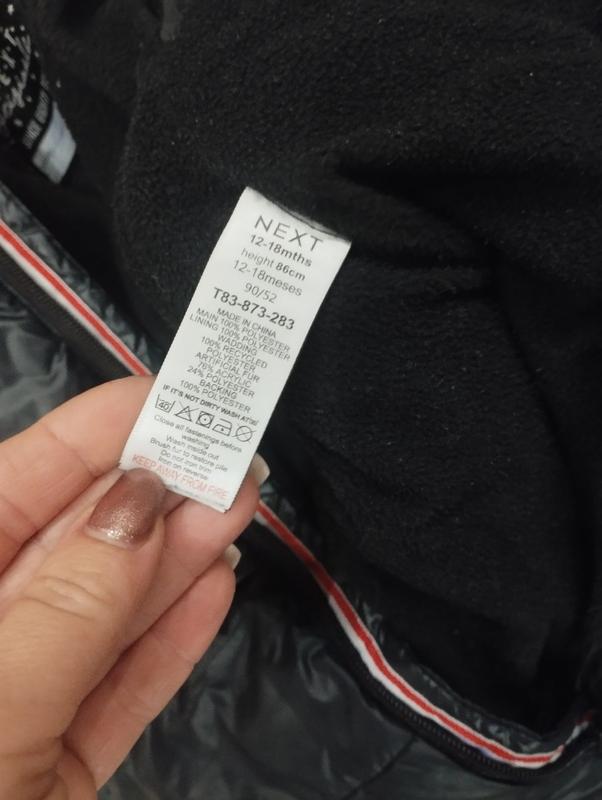 NEXT
12-18mths
height 86cm
12-18meses
90/52
T83-873-283
MADE IN CHINA
MAIN 100% POLYESTER
LINING 100% POLYESTER
WADDING
100% RECYCLED
POLYESTER
ARTIFICIAL FUR
76% ACRYLIC
24% POLYESTER
BACKING
100% POLYESTER
IF IT'S NOT DIRTY WASH AT30
40
Close all fastenings before
washing
Wash inside out
Brush fur to restore pile
Do not iron trim
Iron on reverse
KEEP AWAY FROM FIRE